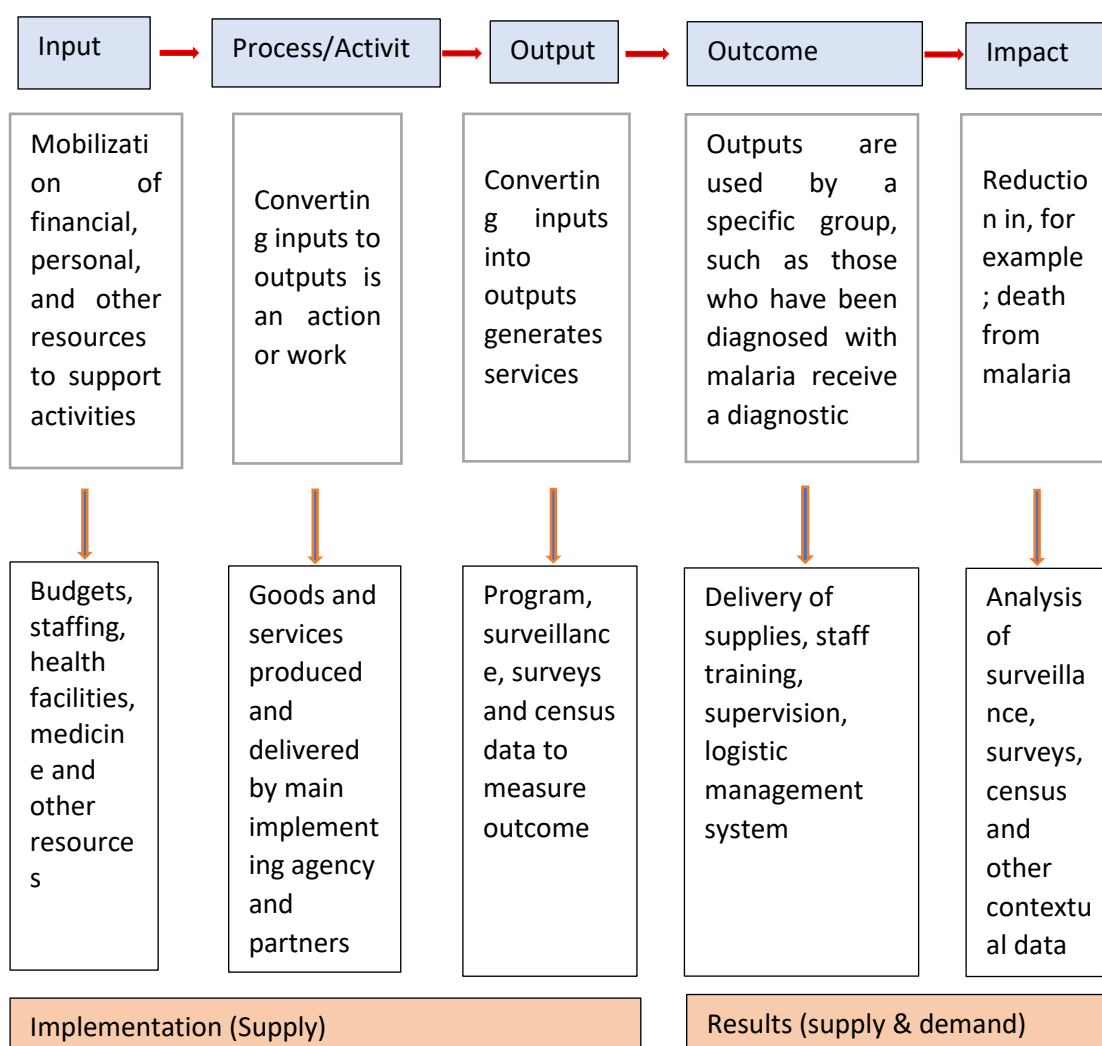 Input
Process/Activit
Output
Outcome
Impact
Mobilizati
on of
financial,
personal,
and other
resources
to support
activities
Convertin
g inputs to
outputs is
an action
or work
Convertin
g inputs
into
outputs
generates
services
Outputs are
used by a
specific group,
such as those
who have been
diagnosed with
malaria receive
a diagnostic
Reductio
n in, for
example
; death
from
malaria
Budgets,
staffing,
health
facilities,
medicin
e and
other
resource
s
Goods and
services
produced
and
delivered
by main
implement
ing agency
and
partners
Program,
surveillanc
e, surveys
and census
data to
measure
outcome
Delivery of
supplies, staff
training,
supervision,
logistic
management
system
Analysis
of
surveilla
nce,
surveys,
census
and
other
contextu
al data
Implementation (Supply)
Results (supply & demand)